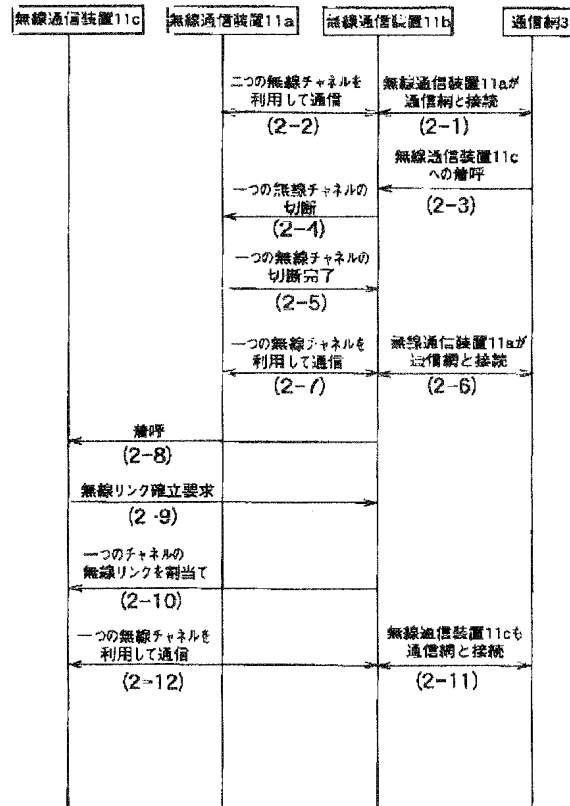 無線通信装置11c
無線通信装置11a
無線通信装置11b
通信網3
二つの無線チャネルを
利用して通信
(2-2)
無線通信装置11aが
通信網と接続
(2-1)
無線通信装置11c
への着呼
(2-3)
一つの無線チャネルの
切断
(2-4)
一つの無線チャネルの
切断完了
(2-5)
一つの無線チャネルを
利用して通信
(2-7)
無線通信装置11aが
通信網と接続
(2-6)
着呼
(2-8)
無線リンク確立要求
(2-9)
一つのチャネルの
無線リンクを割当て
(2-10)
一つの無線チャネルを
利用して通信
(2-12)
無線通信装置11cも
通信網と接続
(2-11)